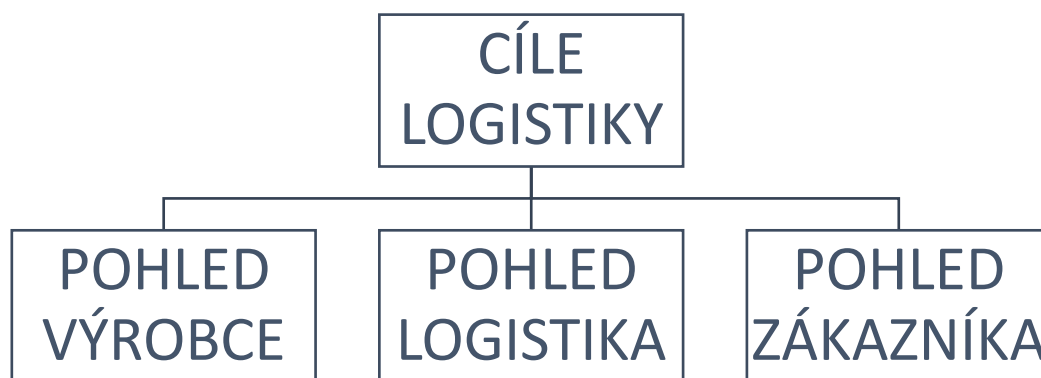 CÍLE
LOGISTIKY
POHLED
VÝROBCE
POHLED
LOGISTIKA
POHLED
ZÁKAZNÍKA